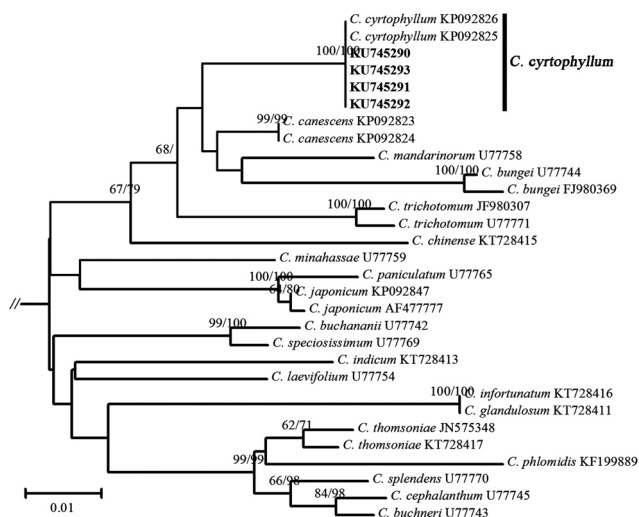 C. cyrtophyllum KP092826
C. cyrtophyllum KP092825
100/100
KU745290
C. cyrtophyllum
KU745293
KU745291
KU745292
99/99
C. canescens KP092823
C. canescens KP092824
68/
C. mandarinorum U77758
100/100
C. bungei U77744
67/79
C. bungei FJ980369
100/100
C. trichotomum JF980307
C. trichotomum U77771
C. chinense KT728415
C. minahassae U77759
100/100
C. paniculatum U77765
64/80
C. japonicum KP092847
//
C. japonicum AF477777
99/100
C. buchananii U77742
C. speciosissimum U77769
C. indicum KT728413
C. laevifolium U77754
100/100
C. infortunatum KT728416
C. glandulosum KT728411
62/71
C. thomsoniae JN575348
C. thomsoniae KT728417
99/99
C. phlomidis KF199889
66/98
C. splendens U77770
84/98
C. cephalanthum U77745
0.01
C. buchneri U77743